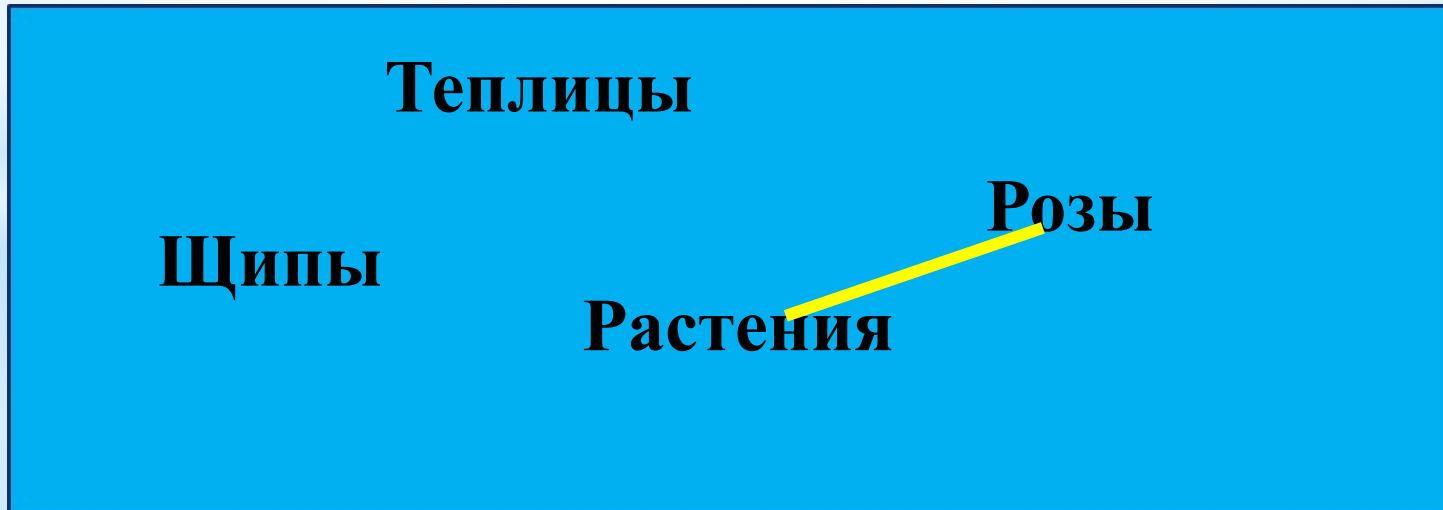 Теплицы
Розы
Щипы
Растения